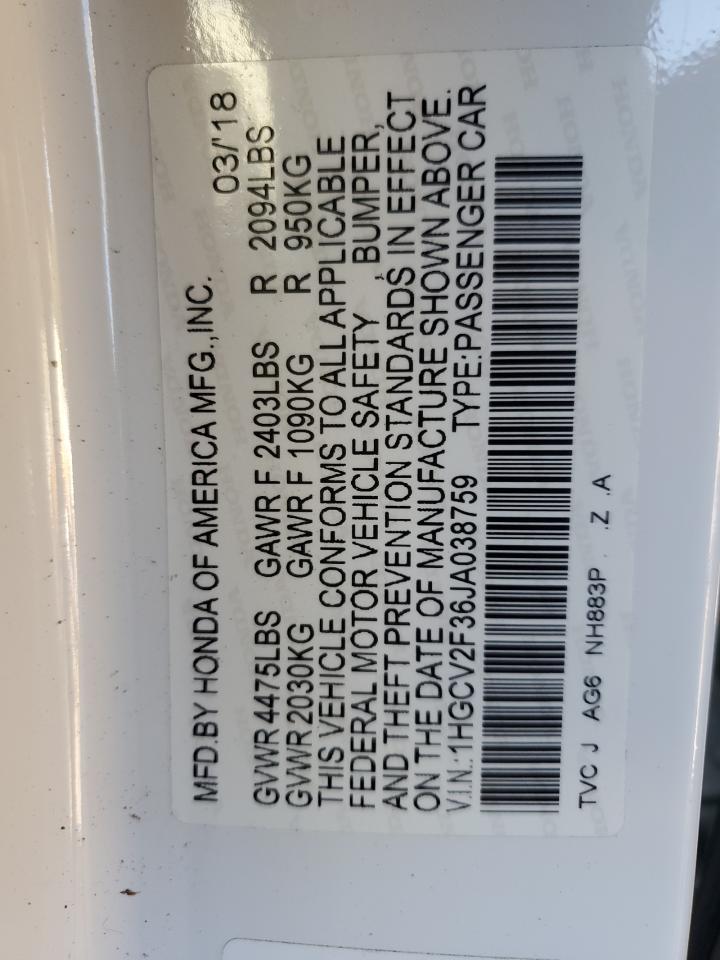 MFD.BY HONDA OF AMERICA MFG.,INC. 03/'18
GVWR 4475LBS GAWR F 2403LBS R 2094LBS
GVWR 2030KG GAWR F 1090KG R 950KG
THIS VEHICLE CONFORMS TO ALL APPLICABLE
FEDERAL MOTOR VEHICLE SAFETY , BUMPER,
AND THEFT PREVENTION STANDARDS IN EFFECT
ON THE DATE OF MANUFACTURE SHOWN ABOVE.
V.I.N.: 1HGCV2F36JA038759 TYPE:PASSENGER CAR
TVC J AG6 NH883P . .Z .A